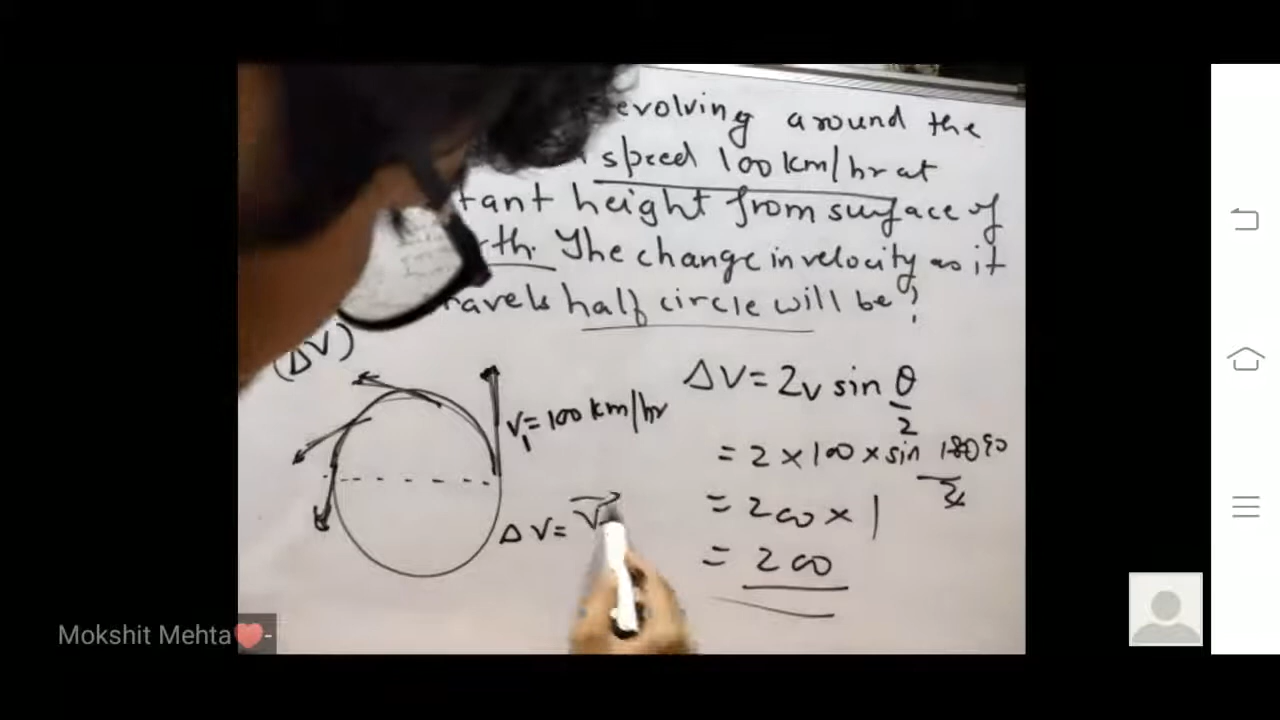 evolving around the
speed 100 km/hr at
tant height from surface of
rth. The change in velocity as it
ravels half circle will be?
(ΔV)
V₁ = 100 km/hr
ΔV = V
ΔV = 2v sin θ/2
= 2 × 100 × sin 180/2 90
= 200 × 1
= 200
Mokshit Mehta❤️-